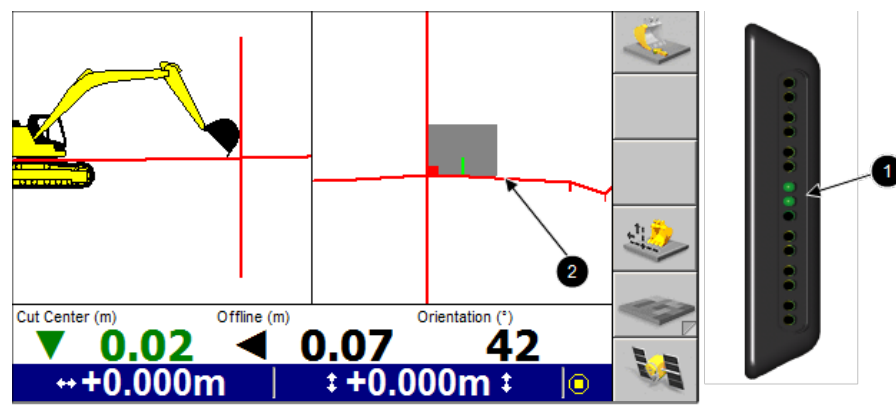 Cut Center (m) Offline (m) Orientation (°)
0.02 0.07 42
+0.000m +0.000m
1
2